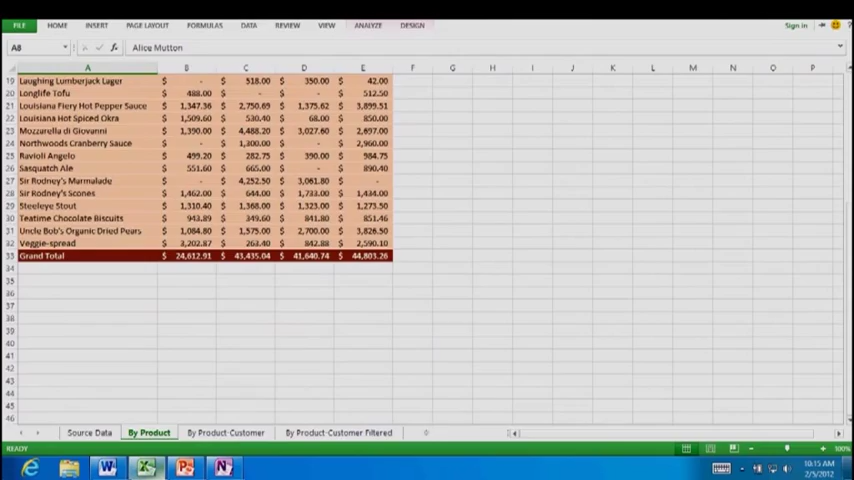 FILE HOME INSERT PAGE LAYOUT FORMULAS DATA REVIEW VIEW ANALYZE DESIGN Sign in
A8 fx Alice Mutton
A B C D E F G H I J K L M N O P
19 Laughing Lumberjack Lager $ - $ 518.00 $ 350.00 $ 42.00
20 Longlife Tofu $ 488.00 $ - $ - $ 512.50
21 Louisiana Fiery Hot Pepper Sauce $ 1,347.36 $ 2,750.69 $ 1,375.62 $ 3,899.51
22 Louisiana Hot Spiced Okra $ 1,509.60 $ 530.40 $ 68.00 $ 850.00
23 Mozzarella di Giovanni $ 1,390.00 $ 4,488.20 $ 3,027.60 $ 2,697.00
24 Northwoods Cranberry Sauce $ - $ 1,300.00 $ - $ 2,960.00
25 Ravioli Angelo $ 499.20 $ 282.75 $ 390.00 $ 984.75
26 Sasquatch Ale $ 551.60 $ 665.00 $ - $ 890.40
27 Sir Rodney's Marmalade $ - $ 4,252.50 $ 3,061.80 $ -
28 Sir Rodney's Scones $ 1,462.00 $ 644.00 $ 1,733.00 $ 1,434.00
29 Steeleye Stout $ 1,310.40 $ 1,368.00 $ 1,323.00 $ 1,273.50
30 Teatime Chocolate Biscuits $ 943.89 $ 349.60 $ 841.80 $ 851.46
31 Uncle Bob's Organic Dried Pears $ 1,084.80 $ 1,575.00 $ 2,700.00 $ 3,826.50
32 Veggie-spread $ 3,202.87 $ 263.40 $ 842.88 $ 2,590.10
33 Grand Total $ 24,612.91 $ 43,435.04 $ 41,640.74 $ 44,803.26
34
35
36
37
38
39
40
41
42
43
44
45
46
Source Data By Product By Product-Customer By Product-Customer Filtered
READY 100%
10:15 AM
2/5/2012